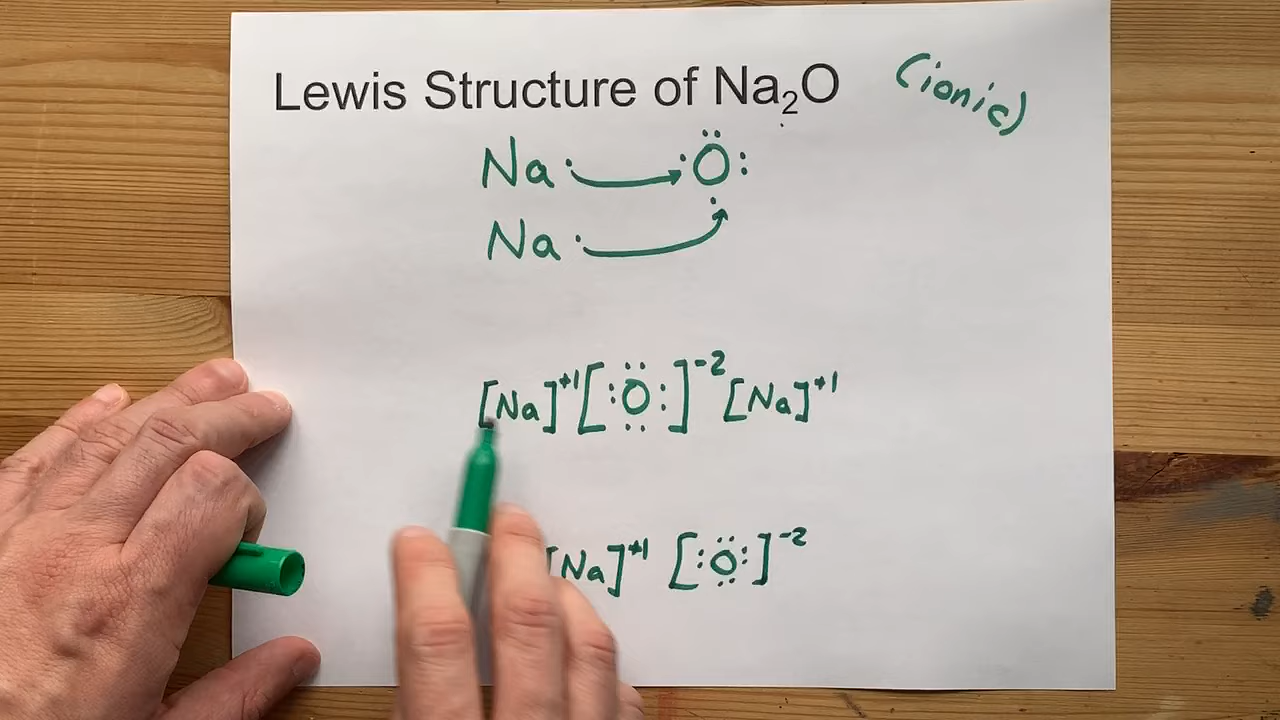 Lewis Structure of Na₂O (ionic)
Na· ·Ö:
Na·
[Na]⁺¹[:Ö:]⁻²[Na]⁺¹
[Na]⁺¹ [:Ö:]⁻²